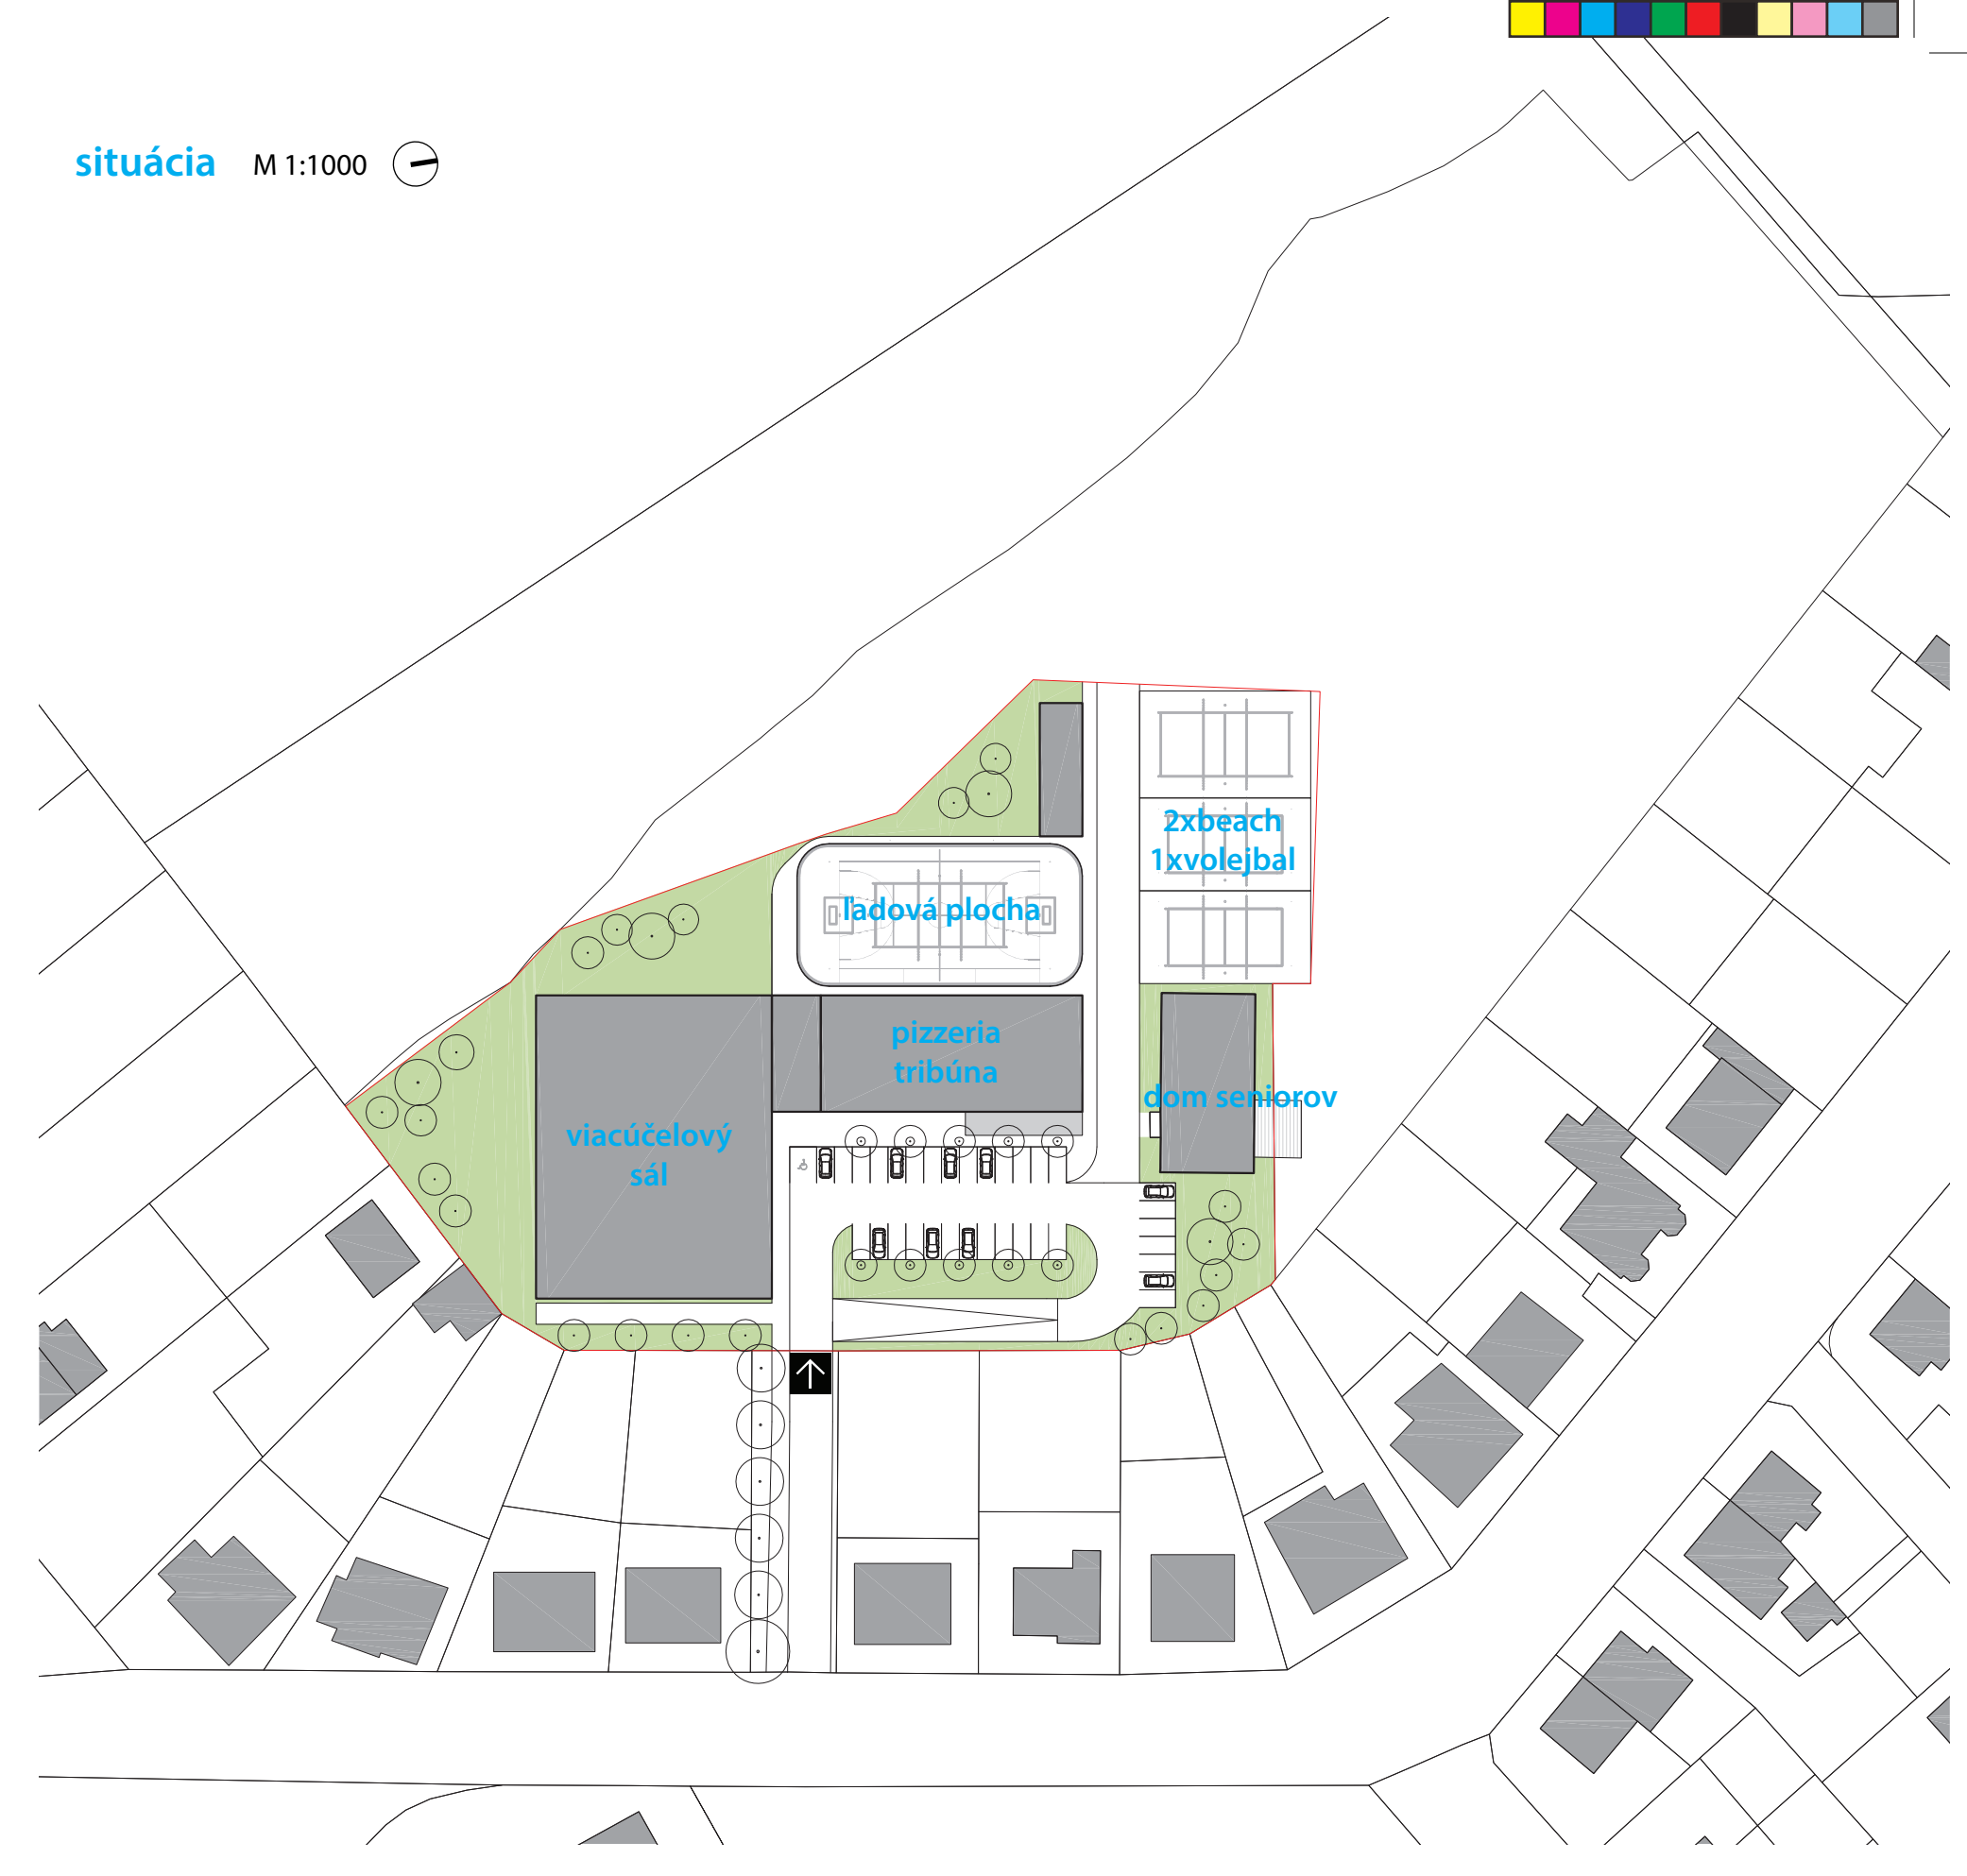 situácia M 1:1000
2xbeach
1xvolejbal
ľadová plocha
pizzeria
tribúna
dom seniorov
viacúčelový
sál